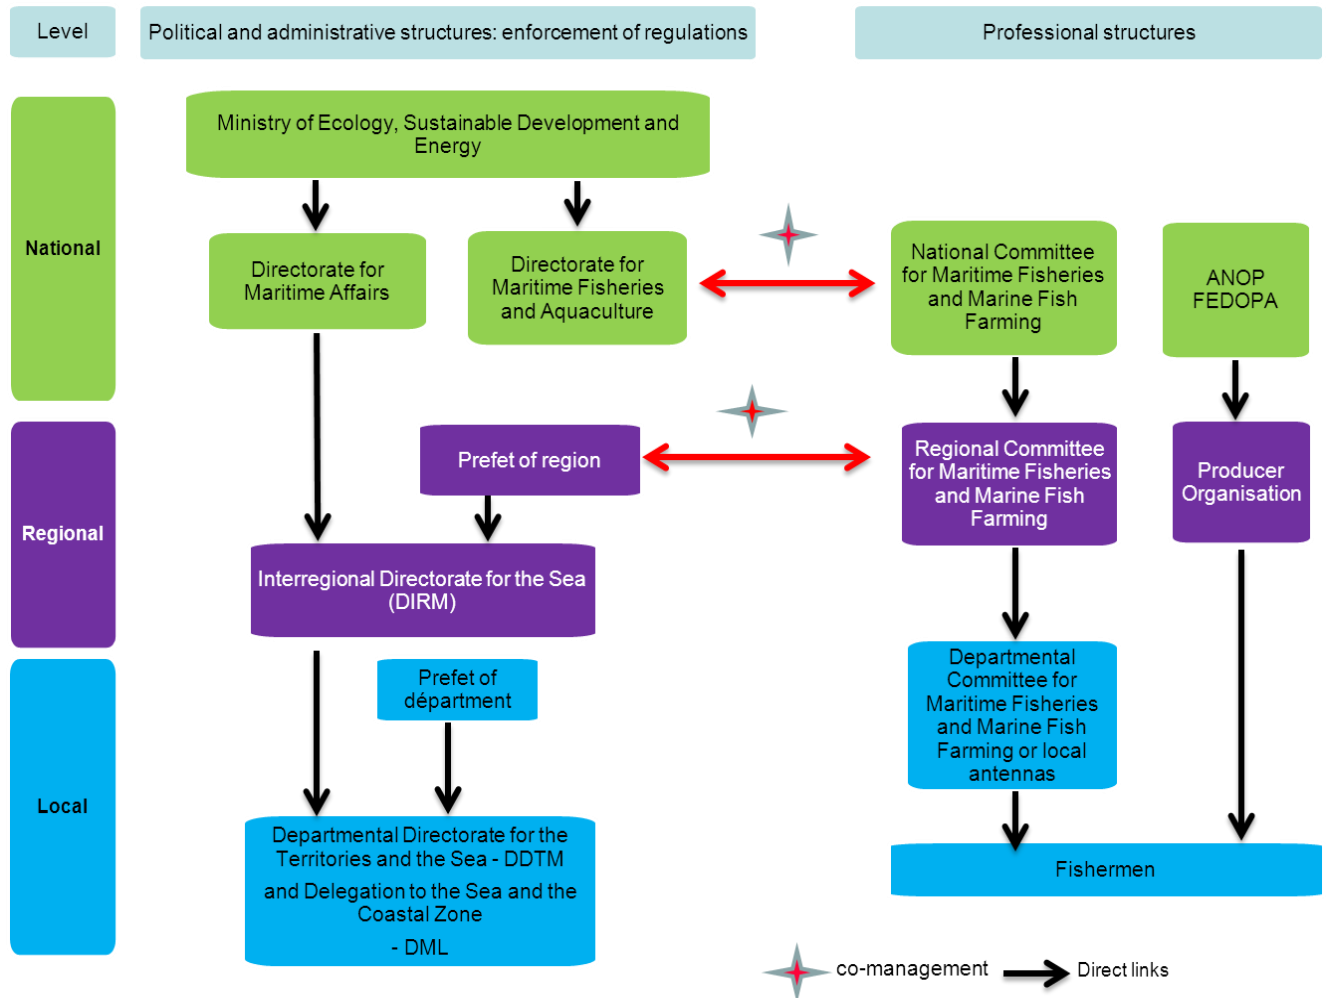 Level
Political and administrative structures: enforcement of regulations
Professional structures
National
Ministry of Ecology, Sustainable Development and
Energy
Directorate for
Maritime Affairs
Directorate for
Maritime Fisheries
and Aquaculture
National Committee
for Maritime Fisheries
and Marine Fish
Farming
ANOP
FEDOPA
Regional
Prefet of region
Regional Committee
for Maritime Fisheries
and Marine Fish
Farming
Producer
Organisation
Interregional Directorate for the Sea
(DIRM)
Local
Prefet of
départment
Departmental
Committee for
Maritime Fisheries
and Marine Fish
Farming or local
antennas
Departmental Directorate for the
Territories and the Sea - DDTM
and Delegation to the Sea and the
Coastal Zone
- DML
Fishermen
co-management
Direct links